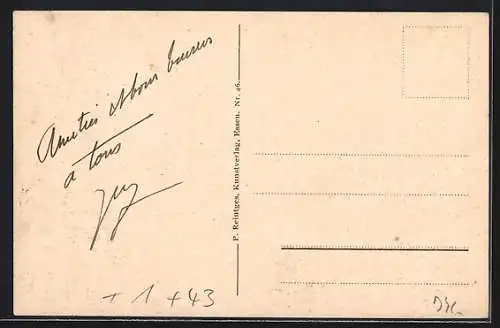 Amitiés et bons baisers
à tous
P. Reintges, Kunstverlag, Essen. Nr. 46.
+ 1 + 43